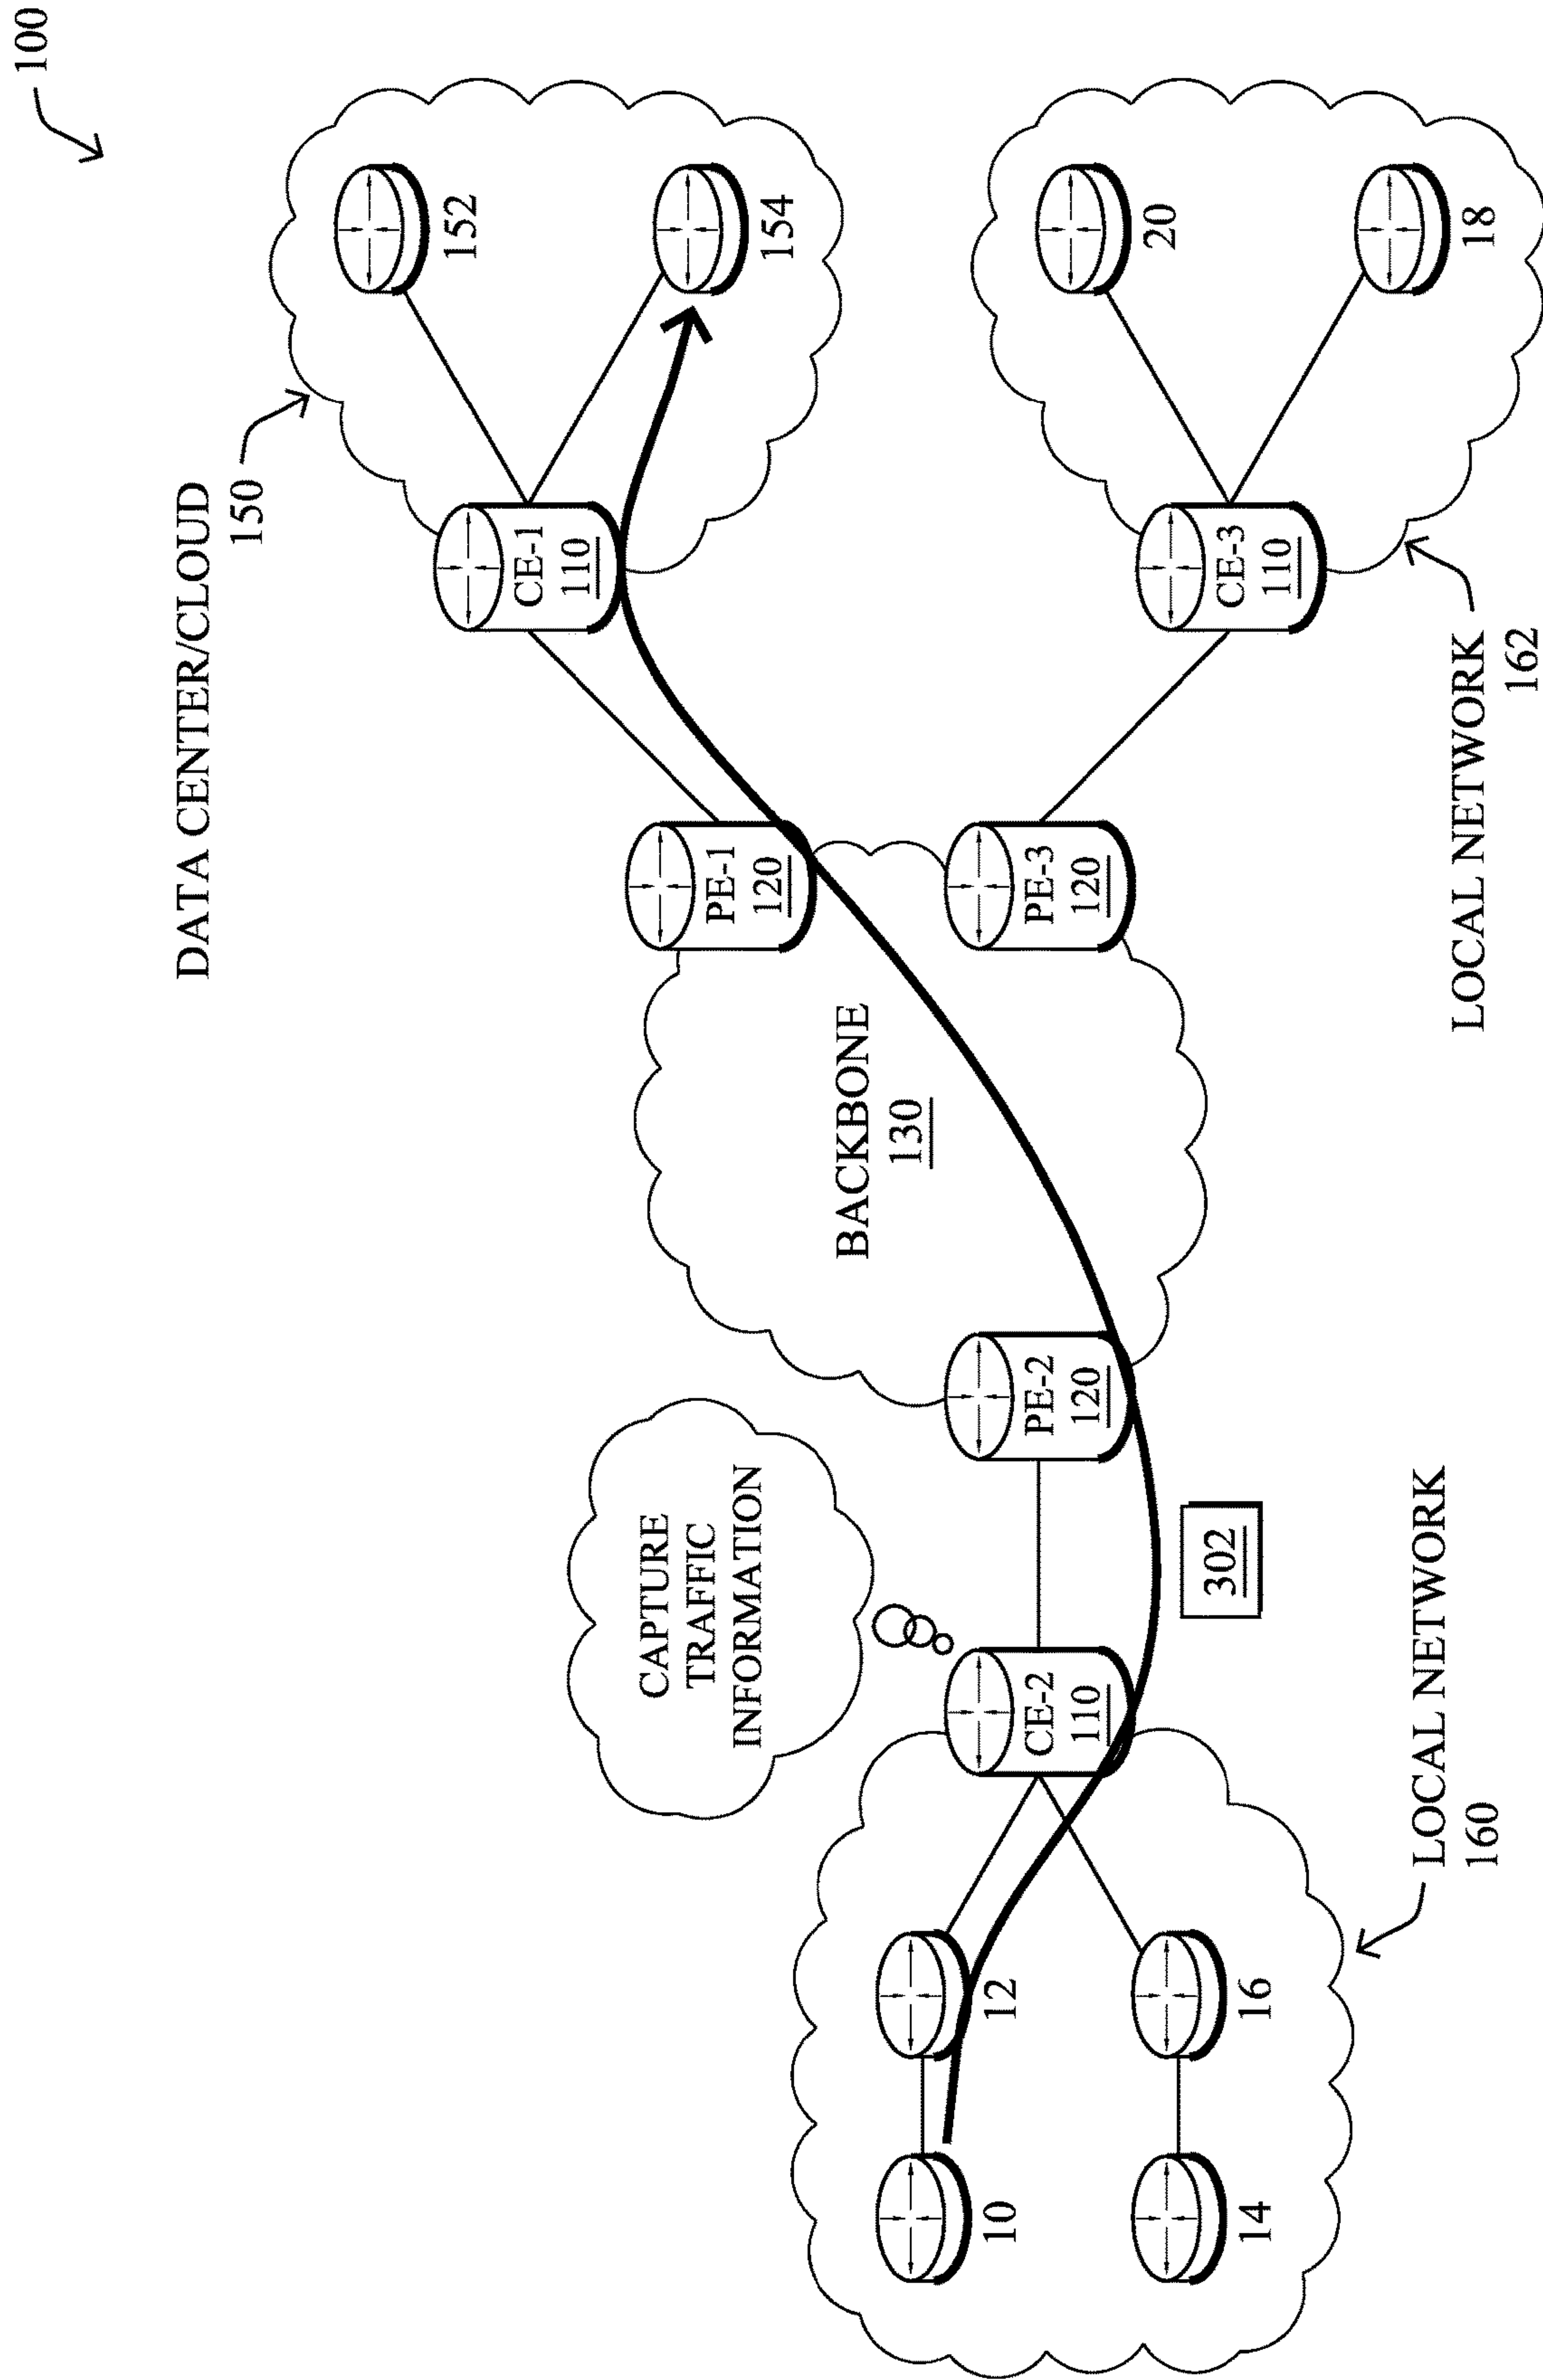 100
DATA CENTER/CLOUD
150
152
154
CE-1
110
PE-1
120
BACKBONE
130
CAPTURE
TRAFFIC
INFORMATION
10
12
CE-2
110
PE-2
120
PE-3
120
20
CE-3
110
18
14
16
302
LOCAL NETWORK
160
LOCAL NETWORK
162